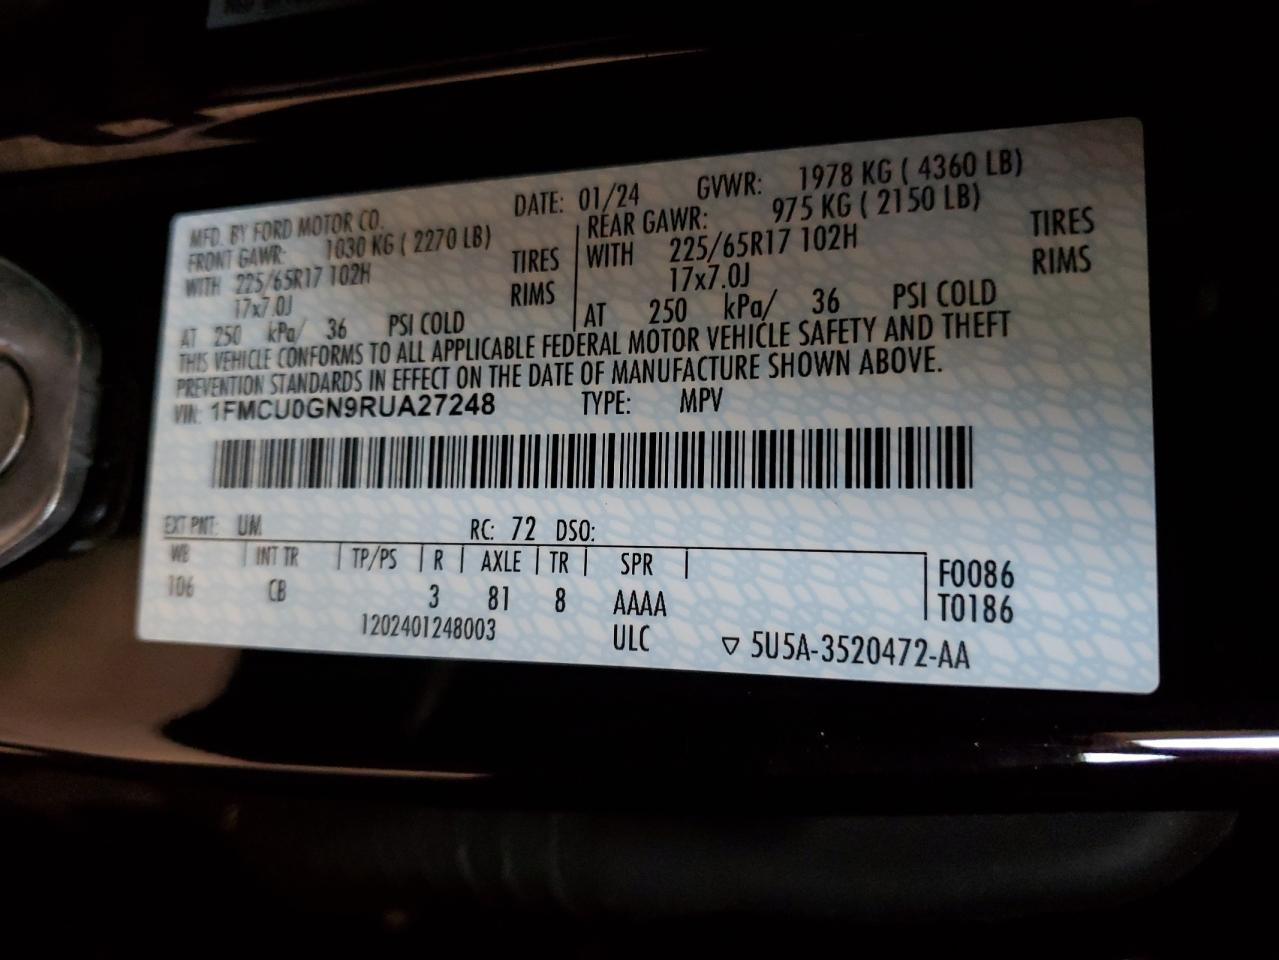 MFD. BY FORD MOTOR CO. DATE: 01/24 GVWR: 1978 KG ( 4360 LB)
FRONT GAWR: 1030 KG ( 2270 LB) REAR GAWR: 975 KG ( 2150 LB)
WITH 225/65R17 102H TIRES WITH 225/65R17 102H TIRES
17x7.0J RIMS 17x7.0J RIMS
AT 250 kPa/ 36 PSI COLD AT 250 kPa/ 36 PSI COLD
THIS VEHICLE CONFORMS TO ALL APPLICABLE FEDERAL MOTOR VEHICLE SAFETY AND THEFT
PREVENTION STANDARDS IN EFFECT ON THE DATE OF MANUFACTURE SHOWN ABOVE.
VIN: 1FMCU0GN9RUA27248 TYPE: MPV
EXT PNT: UM RC: 72 DSO:
WB INT TR TP/PS R AXLE TR SPR F0086
106 CB 3 81 8 AAAA T0186
1202401248003 ULC ▽ 5U5A-3520472-AA